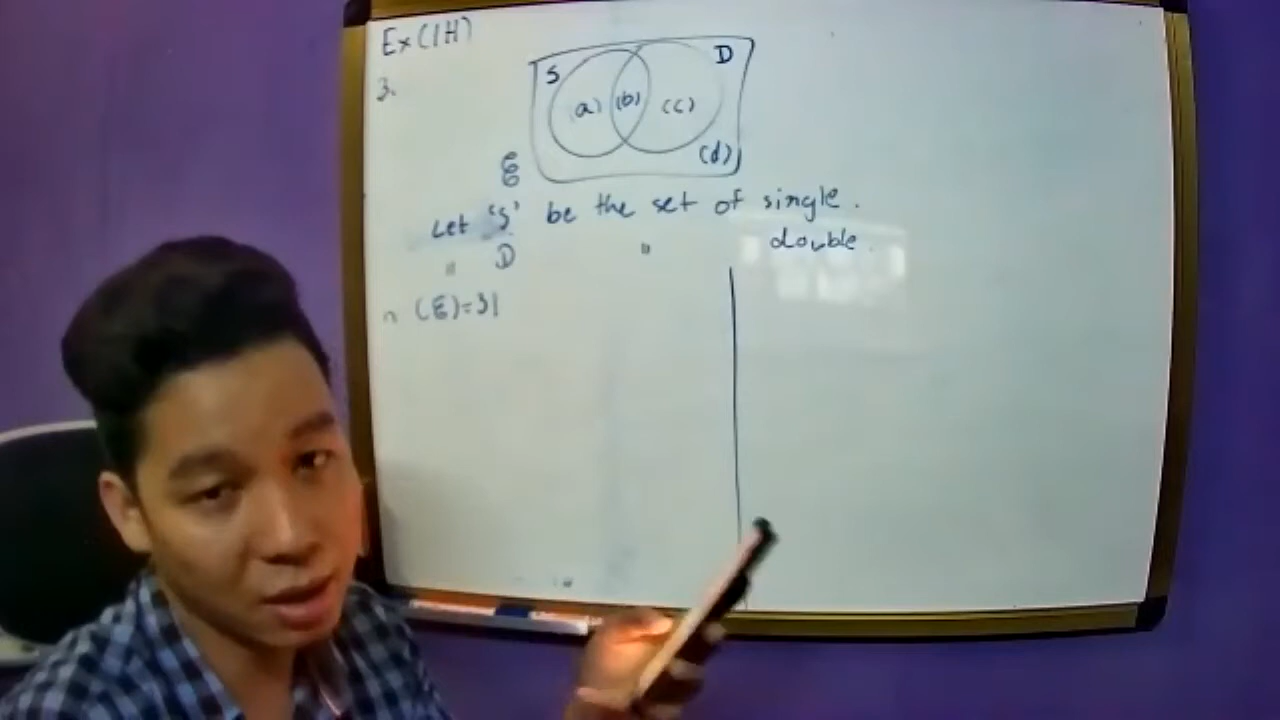 Ex (1H)
3.
S D
(a) (b) (c)
(d)
ℰ
Let 'S' be the set of single.
" D " double.
n (ℰ)=31